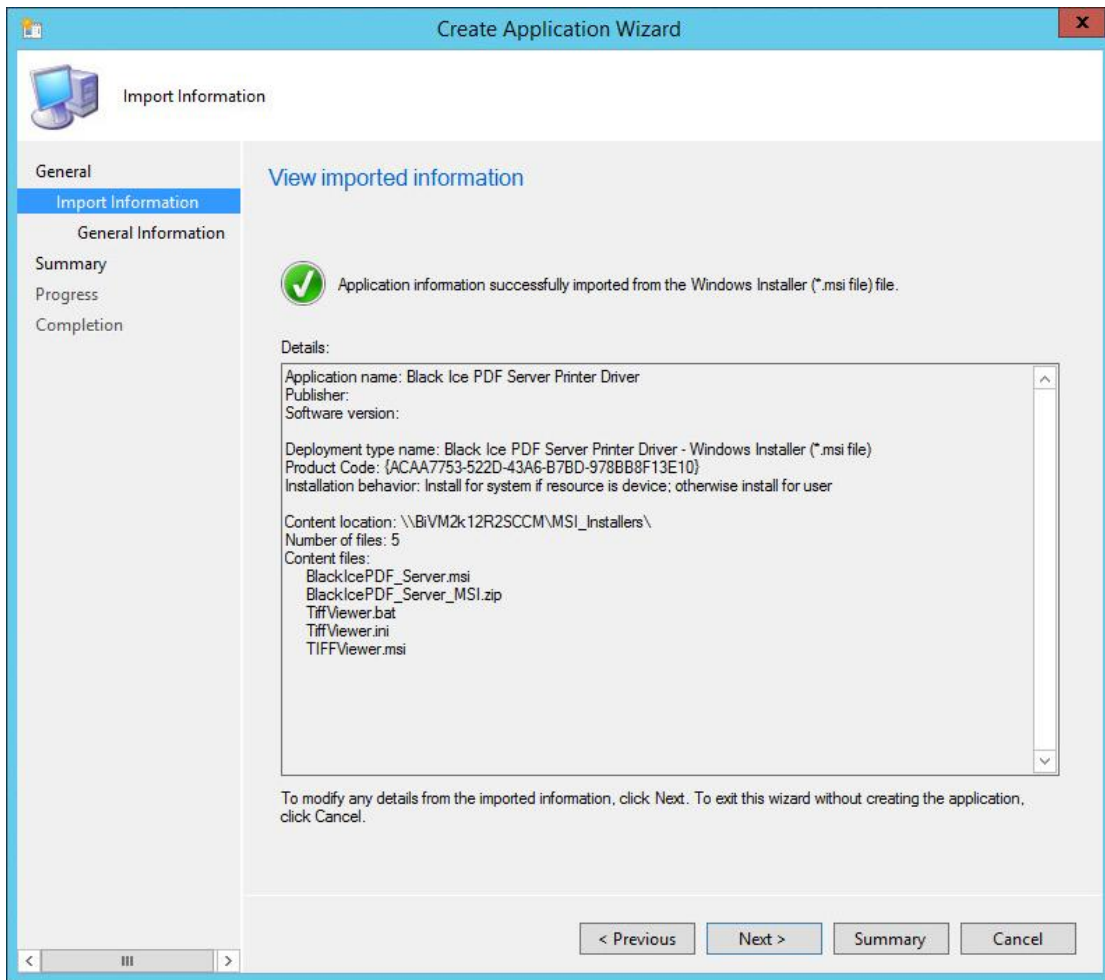 Create Application Wizard
x
Import Information
General
Import Information
General Information
Summary
Progress
Completion
View imported information
Application information successfully imported from the Windows Installer (*.msi file) file.
Details:
Application name: Black Ice PDF Server Printer Driver
Publisher:
Software version:
Deployment type name: Black Ice PDF Server Printer Driver - Windows Installer (*.msi file)
Product Code: {ACAA7753-522D-43A6-B7BD-978BB8F13E10}
Installation behavior: Install for system if resource is device; otherwise install for user
Content location: \\BiVM2k12R2SCCM\MSI_Installers\
Number of files: 5
Content files:
BlackIcePDF_Server.msi
BlackIcePDF_Server_MSI.zip
TiffViewer.bat
TiffViewer.ini
TIFFViewer.msi
To modify any details from the imported information, click Next. To exit this wizard without creating the application,
click Cancel.
< Previous
Next >
Summary
Cancel